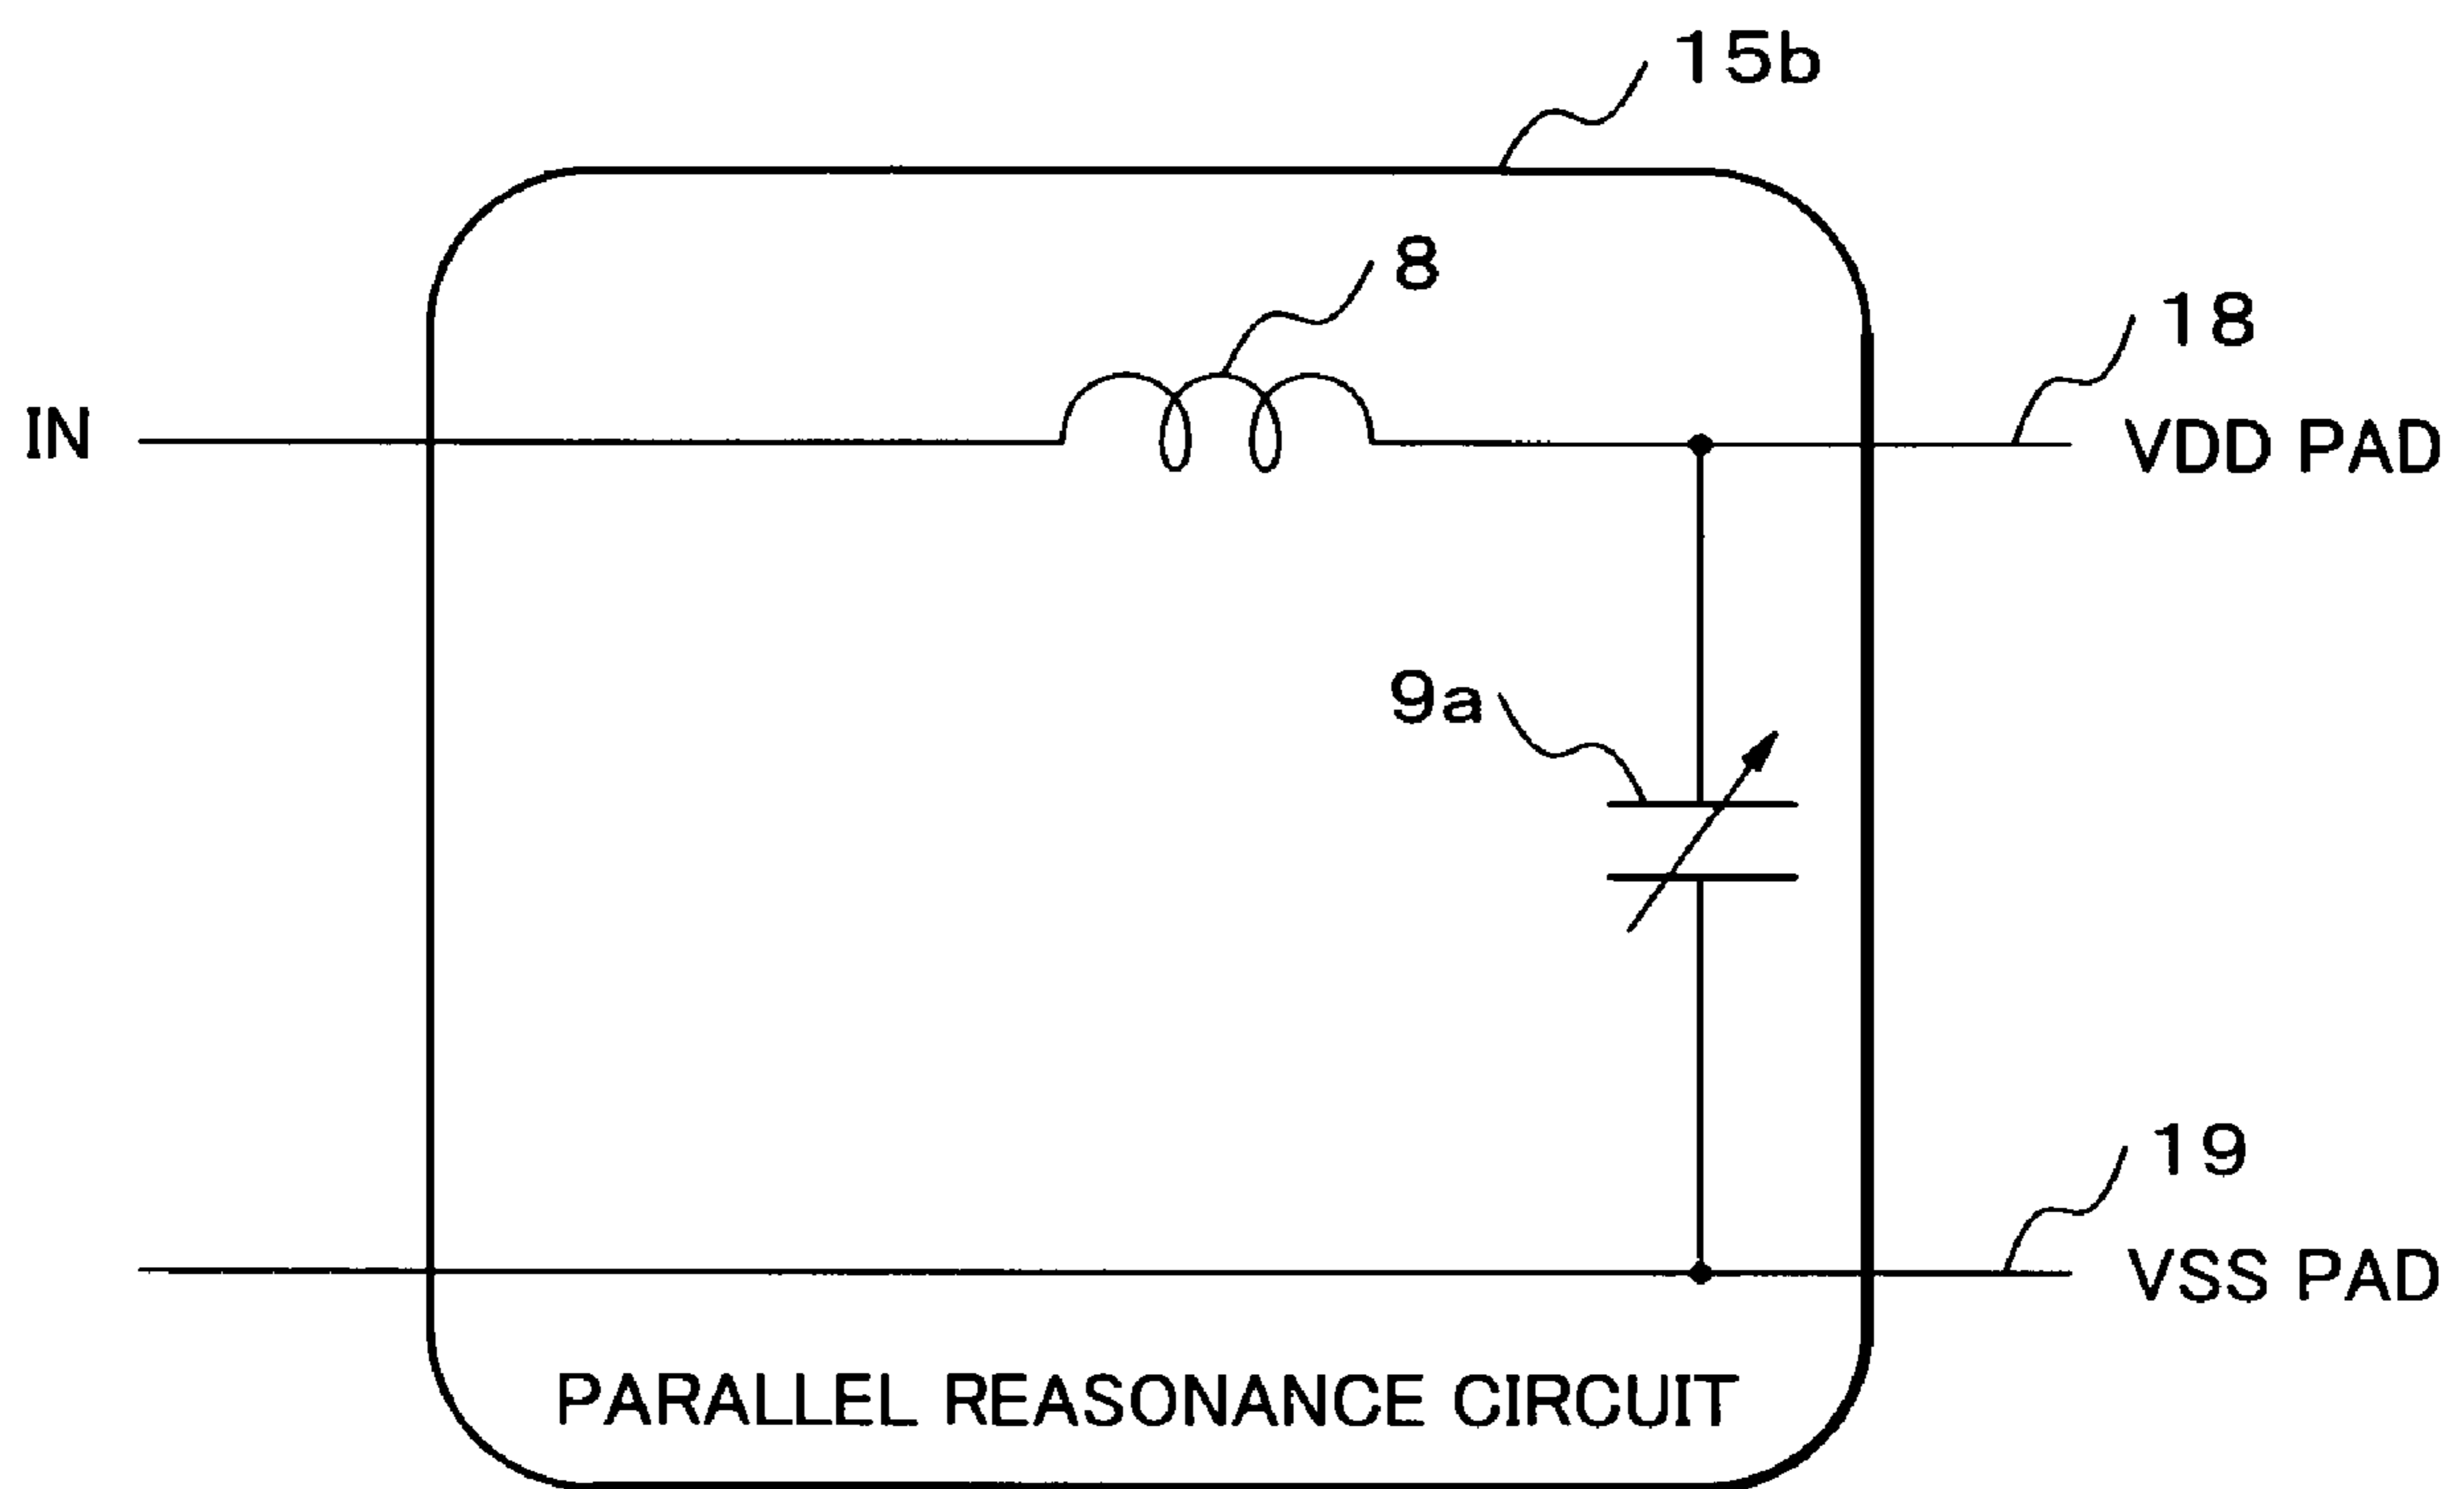 15b
8
18
IN
VDD PAD
9a
19
VSS PAD
PARALLEL REASONANCE CIRCUIT